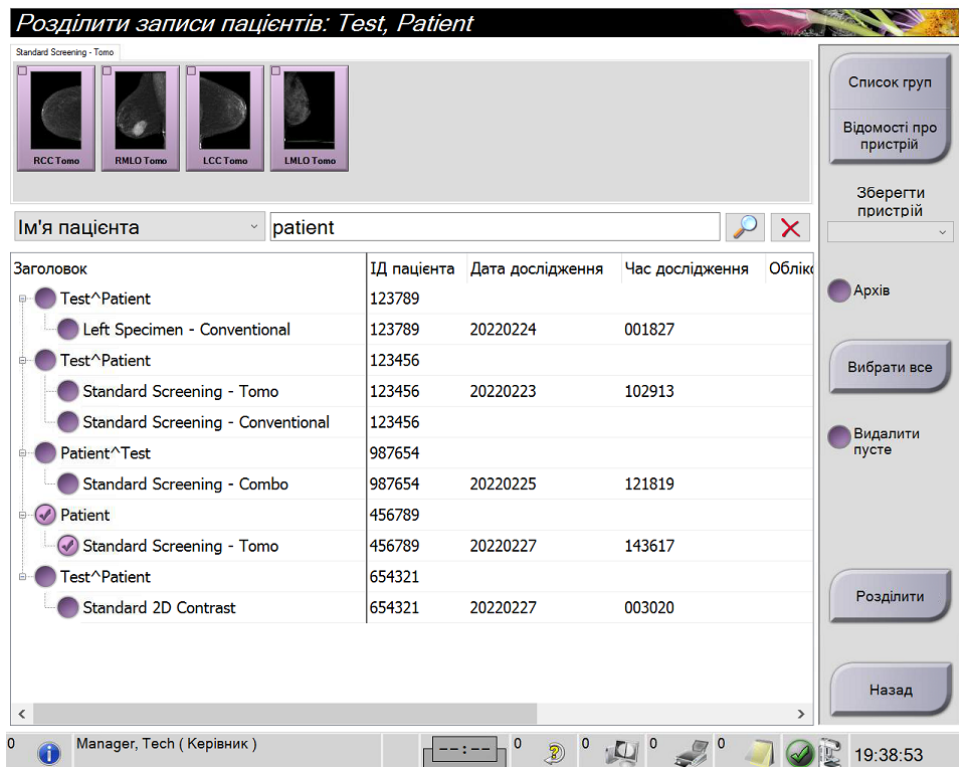 Розділити записи пацієнтів: Test, Patient
Standard Screening - Tomo
RCC Tomo RMLO Tomo LCC Tomo LMLO Tomo
Список груп
Відомості про
пристрій
Зберегти
пристрій
Ім'я пацієнта patient
Заголовок ІД пацієнта Дата дослідження Час дослідження Обліко
Test^Patient 123789
Left Specimen - Conventional 123789 20220224 001827
Test^Patient 123456
Standard Screening - Tomo 123456 20220223 102913
Standard Screening - Conventional 123456
Patient^Test 987654
Standard Screening - Combo 987654 20220225 121819
Patient 456789
Standard Screening - Tomo 456789 20220227 143617
Test^Patient 654321
Standard 2D Contrast 654321 20220227 003020
Архів
Вибрати все
Видалити
пусте
Розділити
Назад
0 Manager, Tech ( Керівник ) --:-- 0 0 0 0 19:38:53